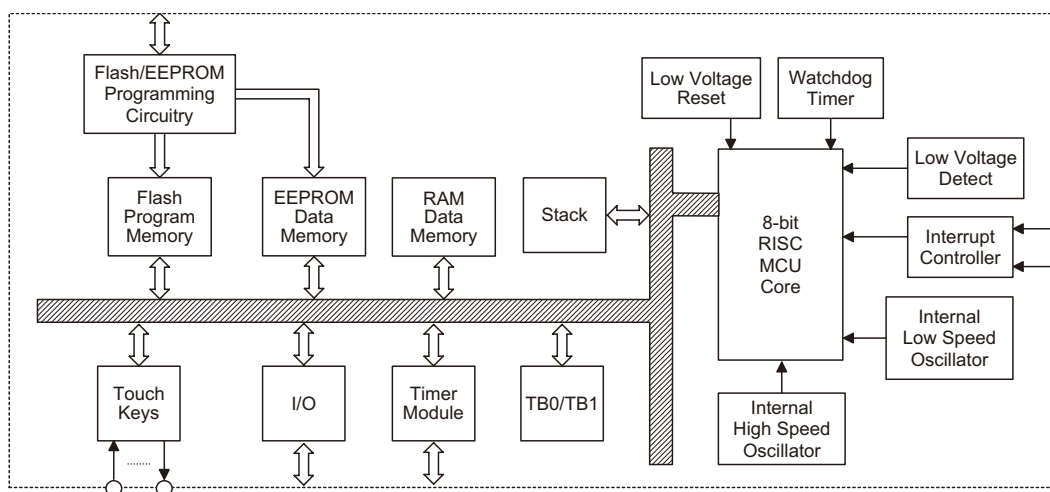 Flash/EEPROM
Programming
Circuitry
Low Voltage
Reset
Watchdog
Timer
Low Voltage
Detect
Flash
Program
Memory
EEPROM
Data
Memory
RAM
Data
Memory
Stack
8-bit
RISC
MCU
Core
Interrupt
Controller
Internal
Low Speed
Oscillator
Touch
Keys
I/O
Timer
Module
TB0/TB1
Internal
High Speed
Oscillator